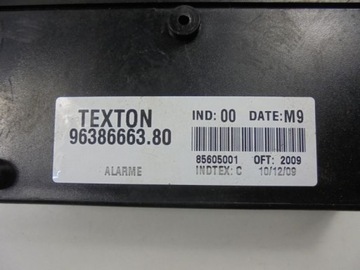 TEXTON IND: 00 DATE: M9
96386663.80
85605001 OFT: 2009
ALARME INDTEX: C 10/12/09